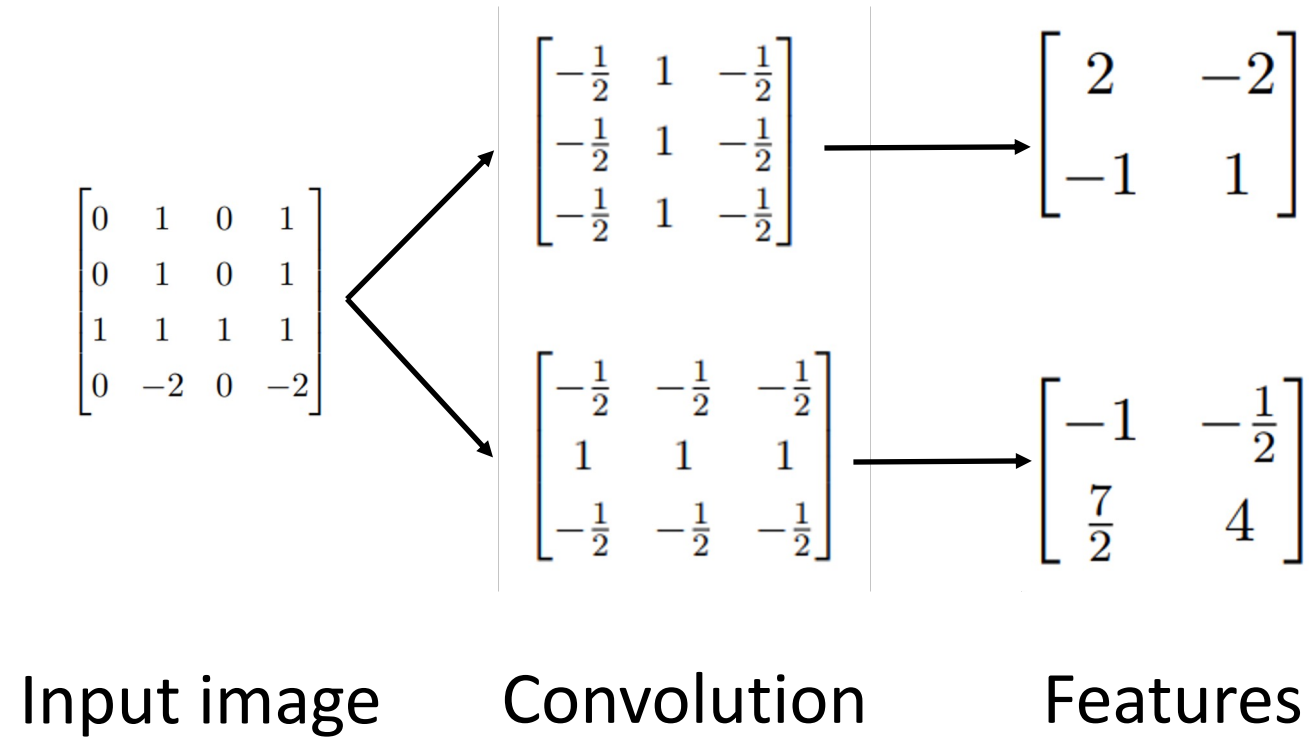 0 1 0 1
0 1 0 1
1 1 1 1
0 −2 0 −2
−1/2 1 −1/2
−1/2 1 −1/2
−1/2 1 −1/2
2 −2
−1 1
−1/2 −1/2 −1/2
1 1 1
−1/2 −1/2 −1/2
−1 −1/2
7/2 4
Input image
Convolution
Features